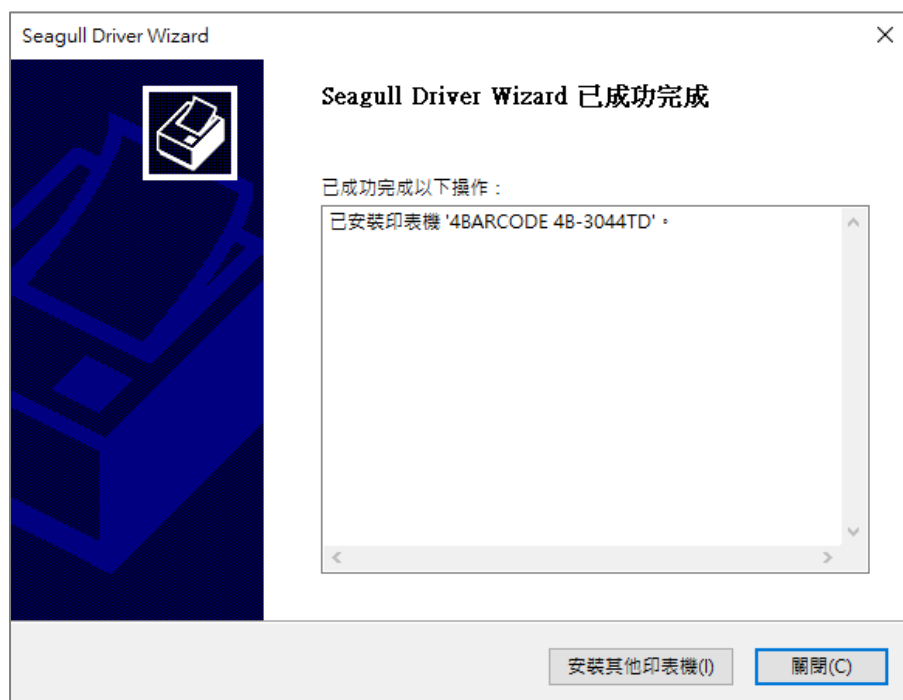 Seagull Driver Wizard
Seagull Driver Wizard 已成功完成
已成功完成以下操作：
已安裝印表機 '4BARCODE 4B-3044TD'。
安裝其他印表機(I)
關閉(C)